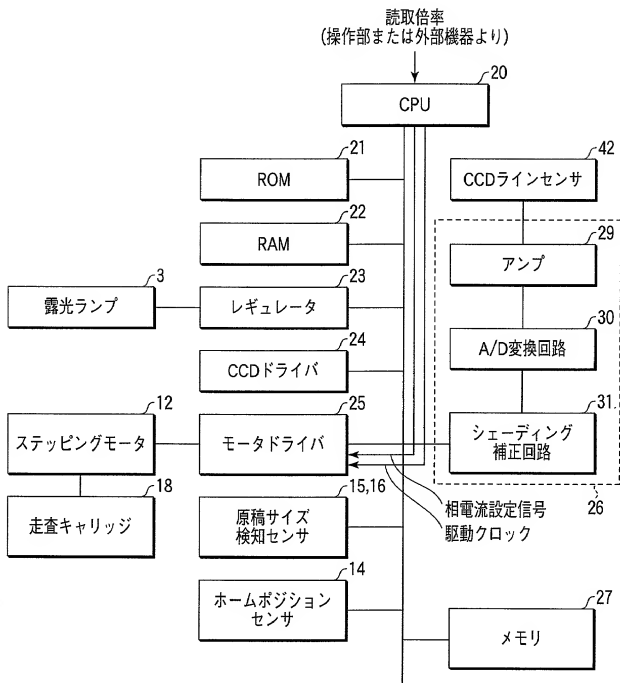 読取倍率
(操作部または外部機器より)
20
CPU
21
ROM
42
CCDラインセンサ
22
RAM
29
アンプ
3
露光ランプ
23
レギュレータ
30
A/D変換回路
24
CCDドライバ
12
ステッピングモータ
25
モータドライバ
31.
シェーディング
補正回路
18
走査キャリッジ
15,16
原稿サイズ
検知センサ
相電流設定信号
駆動クロック
26
14
ホームポジション
センサ
27
メモリ